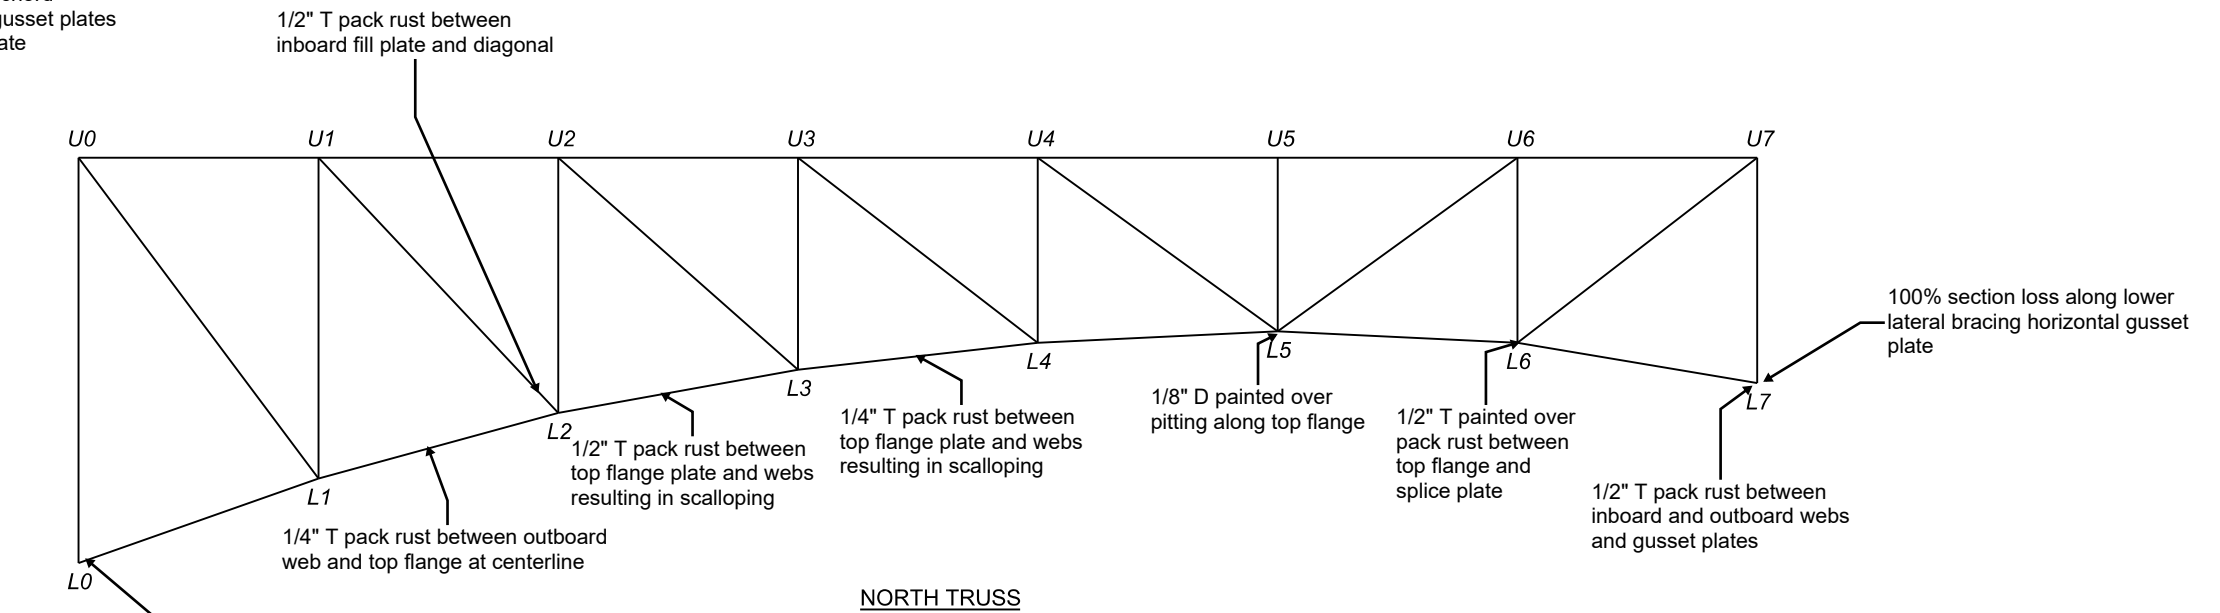 gusset plates
1/2" T pack rust between
inboard fill plate and diagonal
U0
U1
U2
U3
U4
U5
U6
U7
100% section loss along lower
lateral bracing horizontal gusset
plate
L5
L4
L6
L3
L7
1/8" D painted over
pitting along top flange
1/4" T pack rust between
top flange plate and webs
resulting in scalloping
1/2" T painted over
pack rust between
top flange and
splice plate
L2
1/2" T pack rust between
top flange plate and webs
resulting in scalloping
L1
1/2" T pack rust between
inboard and outboard webs
and gusset plates
1/4" T pack rust between outboard
web and top flange at centerline
L0
NORTH TRUSS